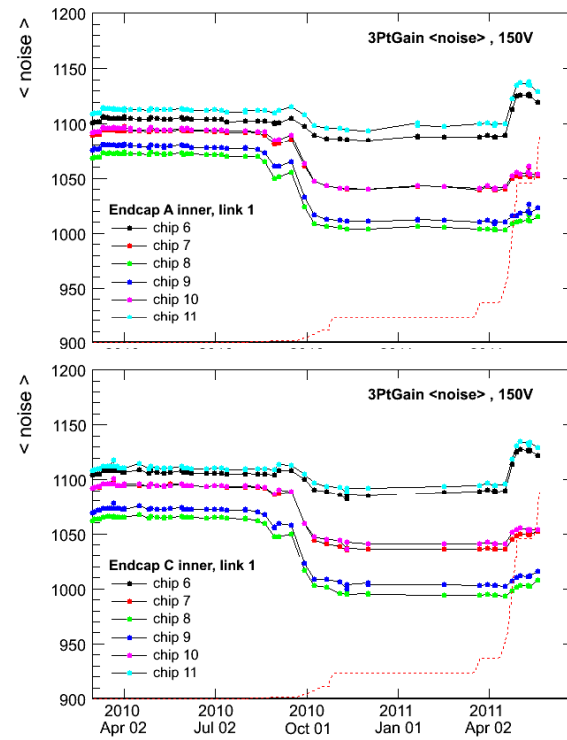 1200
3PtGain <noise> , 150V
1150
< noise >
1100
1050
Endcap A inner, link 1
1000
chip 6
chip 7
950
chip 8
chip 9
chip 10
chip 11
900
1200
3PtGain <noise> , 150V
1150
< noise >
1100
1050
Endcap C inner, link 1
1000
chip 6
chip 7
950
chip 8
chip 9
chip 10
chip 11
900
2010 2010 2010 2011 2011
Apr 02 Jul 02 Oct 01 Jan 01 Apr 02